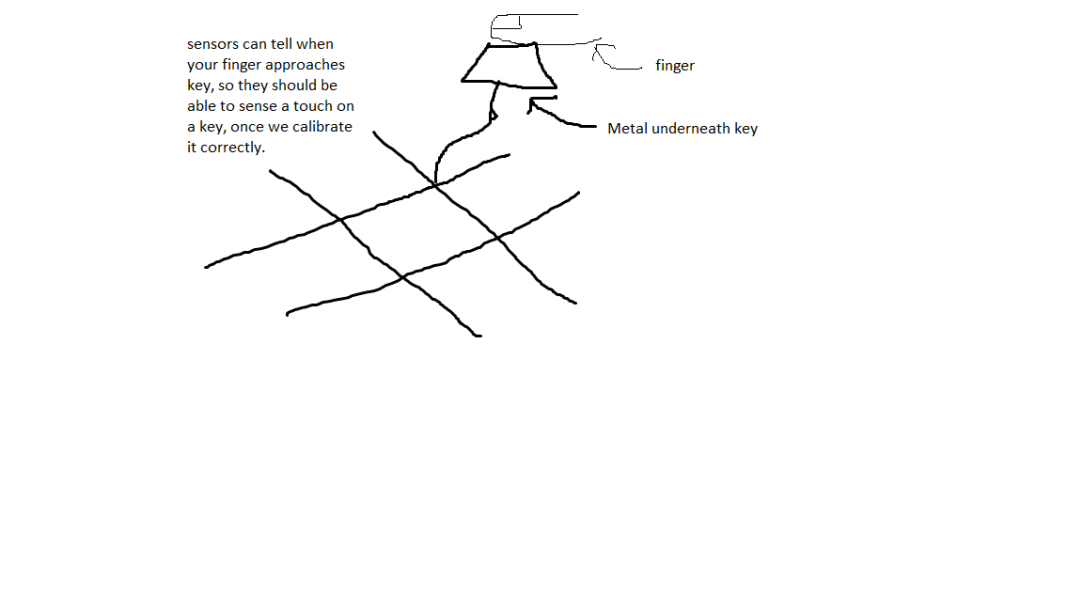 sensors can tell when
your finger approaches
key, so they should be
able to sense a touch on
a key, once we calibrate
it correctly.
finger
Metal underneath key